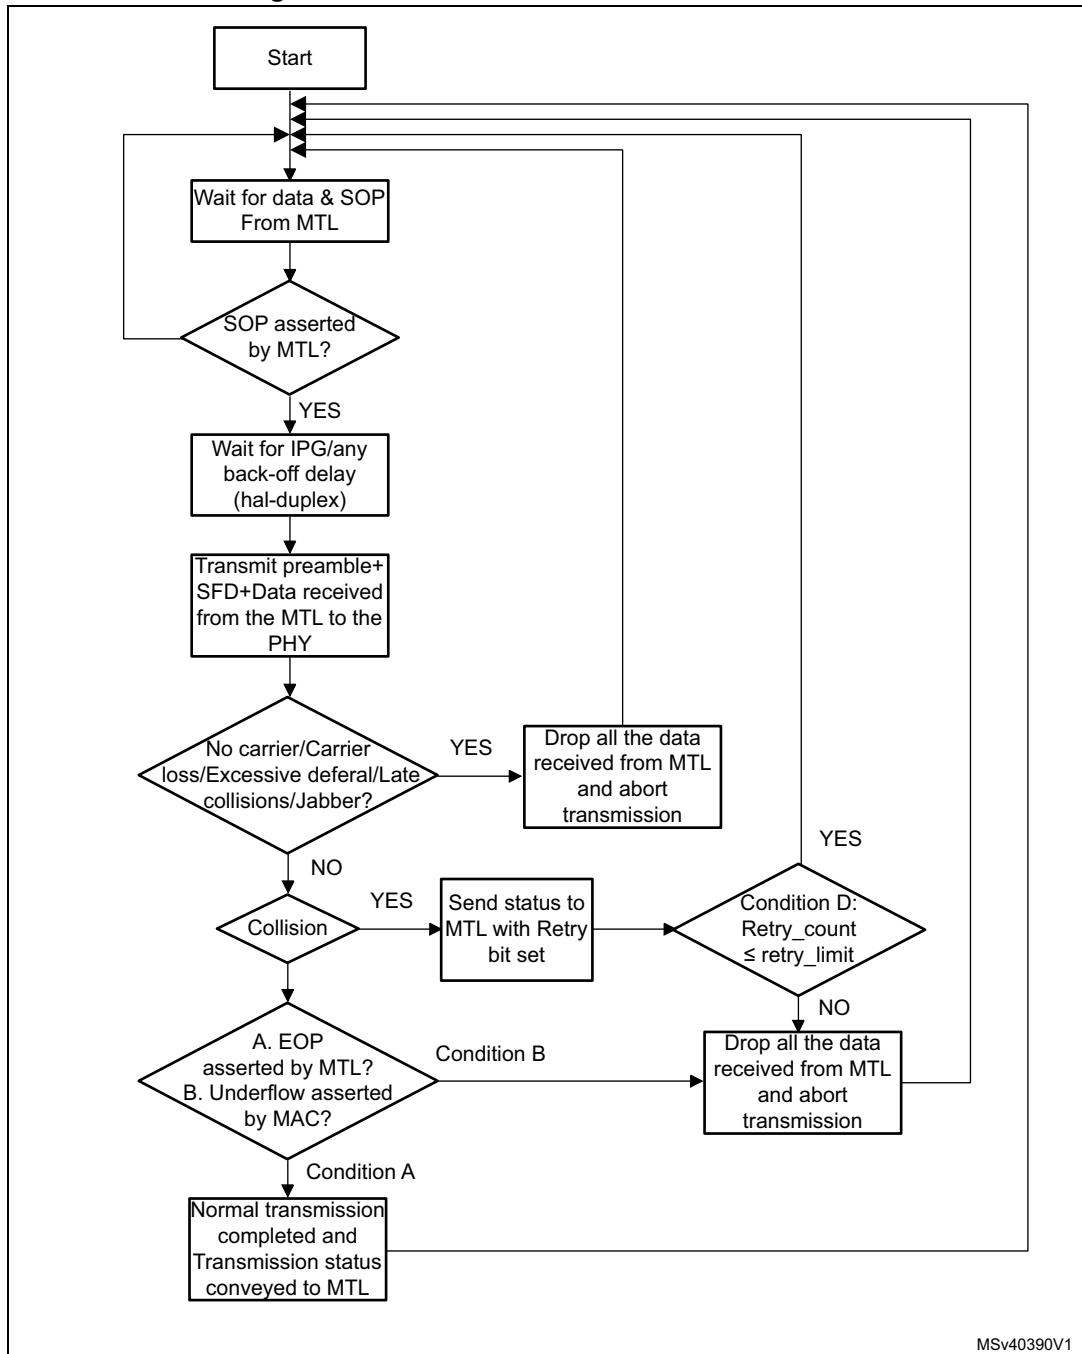 Start
Wait for data & SOP
From MTL
SOP asserted
by MTL?
YES
Wait for IPG/any
back-off delay
(hal-duplex)
Transmit preamble+
SFD+Data received
from the MTL to the
PHY
No carrier/Carrier
loss/Excessive deferal/Late
collisions/Jabber?
YES
Drop all the data
received from MTL
and abort
transmission
NO
YES
Collision
YES
Send status to
MTL with Retry
bit set
Condition D:
Retry_count
≤ retry_limit
NO
A. EOP
asserted by MTL?
B. Underflow asserted
by MAC?
Condition B
Drop all the data
received from MTL
and abort
transmission
Condition A
Normal transmission
completed and
Transmission status
conveyed to MTL
MSv40390V1